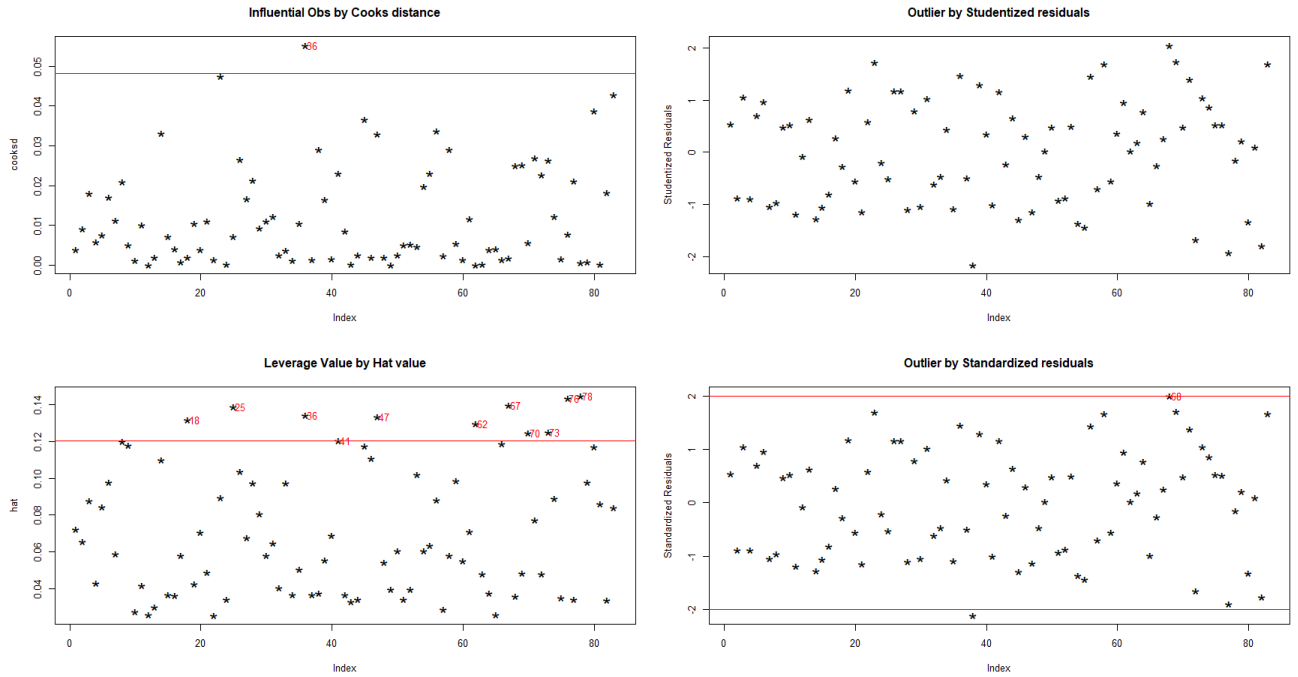 Influential Obs by Cooks distance
cooksd
0.00 0.01 0.02 0.03 0.04 0.05
36
0 20 40 60 80
Index
Outlier by Studentized residuals
Studentized Residuals
-2 -1 0 1 2
0 20 40 60 80
Index
Leverage Value by Hat value
hat
0.04 0.06 0.08 0.10 0.12 0.14
18 25 36 41 47 62 67 70 73 76 78
0 20 40 60 80
Index
Outlier by Standardized residuals
Standardized Residuals
-2 -1 0 1 2
68
0 20 40 60 80
Index